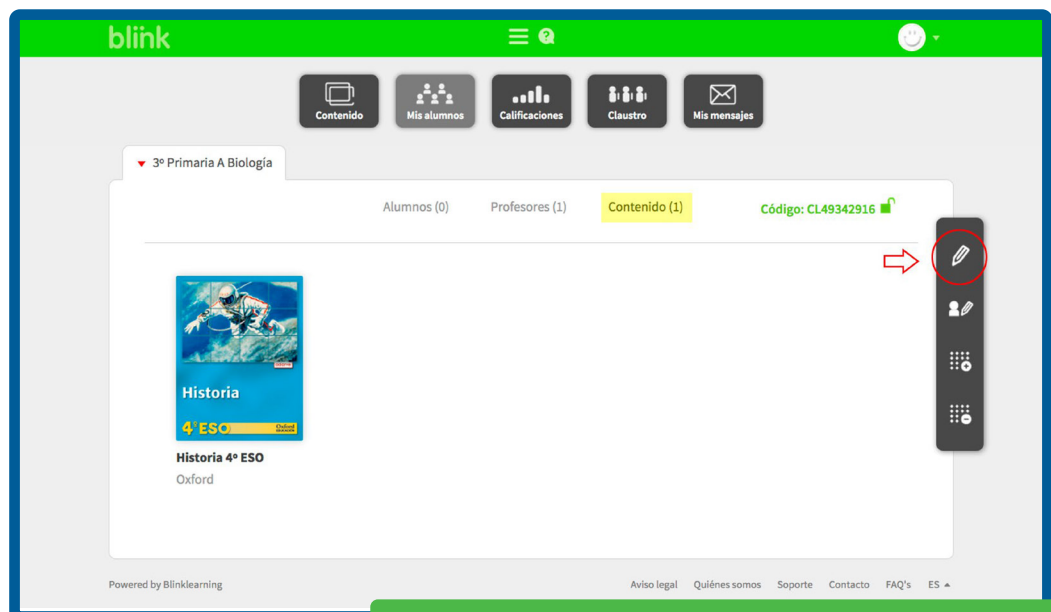 blink
Contenido
Mis alumnos
Calificaciones
Claustro
Mis mensajes
3º Primaria A Biología
Alumnos (0)
Profesores (1)
Contenido (1)
Código: CL49342916
Historia
4º ESO
Oxford
Historia 4º ESO
Oxford
Powered by Blinklearning
Aviso legal
Quiénes somos
Soporte
Contacto
FAQ's
ES